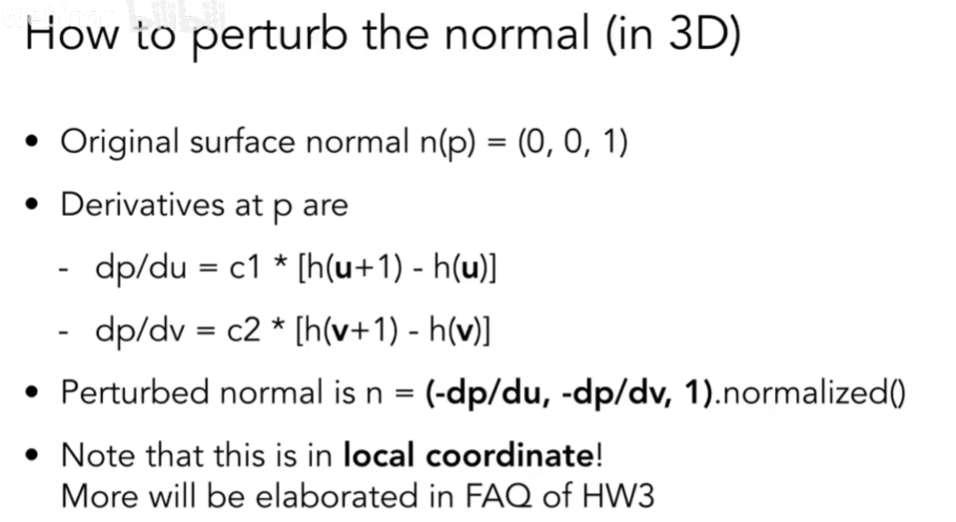 How to perturb the normal (in 3D)
• Original surface normal n(p) = (0, 0, 1)
• Derivatives at p are
- dp/du = c1 * [h(u+1) - h(u)]
- dp/dv = c2 * [h(v+1) - h(v)]
• Perturbed normal is n = (-dp/du, -dp/dv, 1).normalized()
• Note that this is in local coordinate!
More will be elaborated in FAQ of HW3